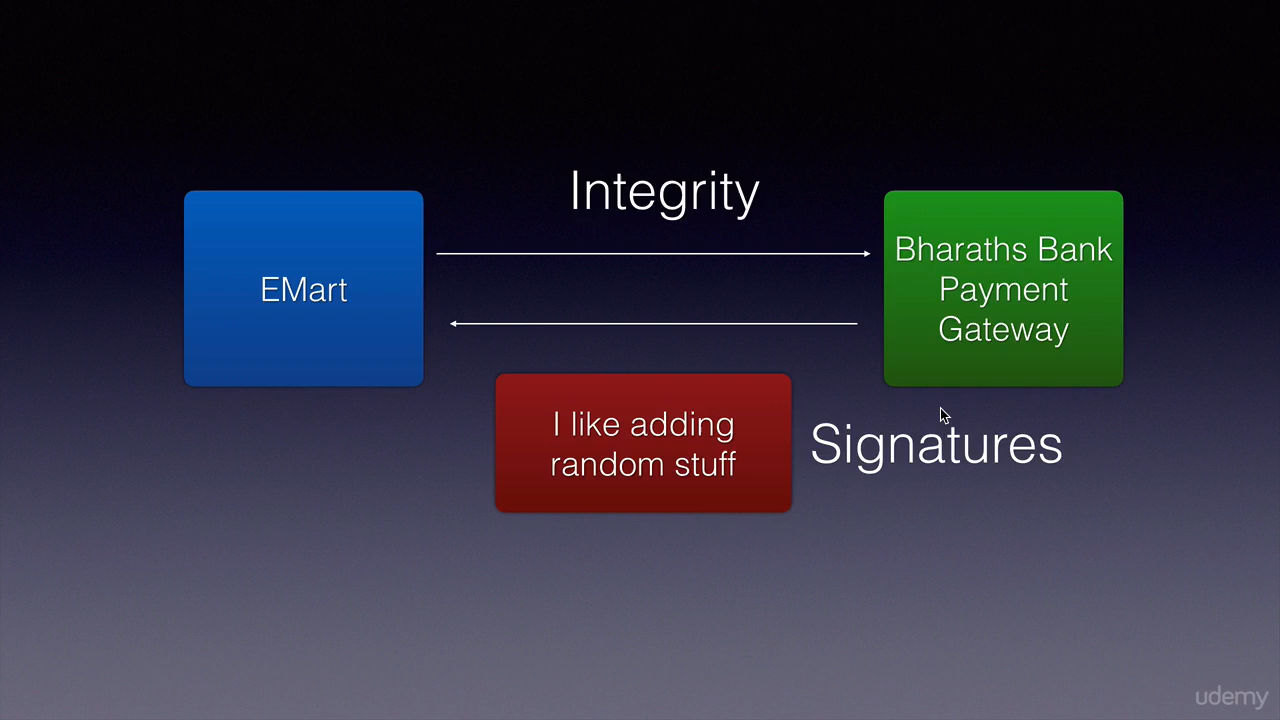 Integrity
EMart
Bharaths Bank
Payment
Gateway
I like adding
random stuff
Signatures
udemy